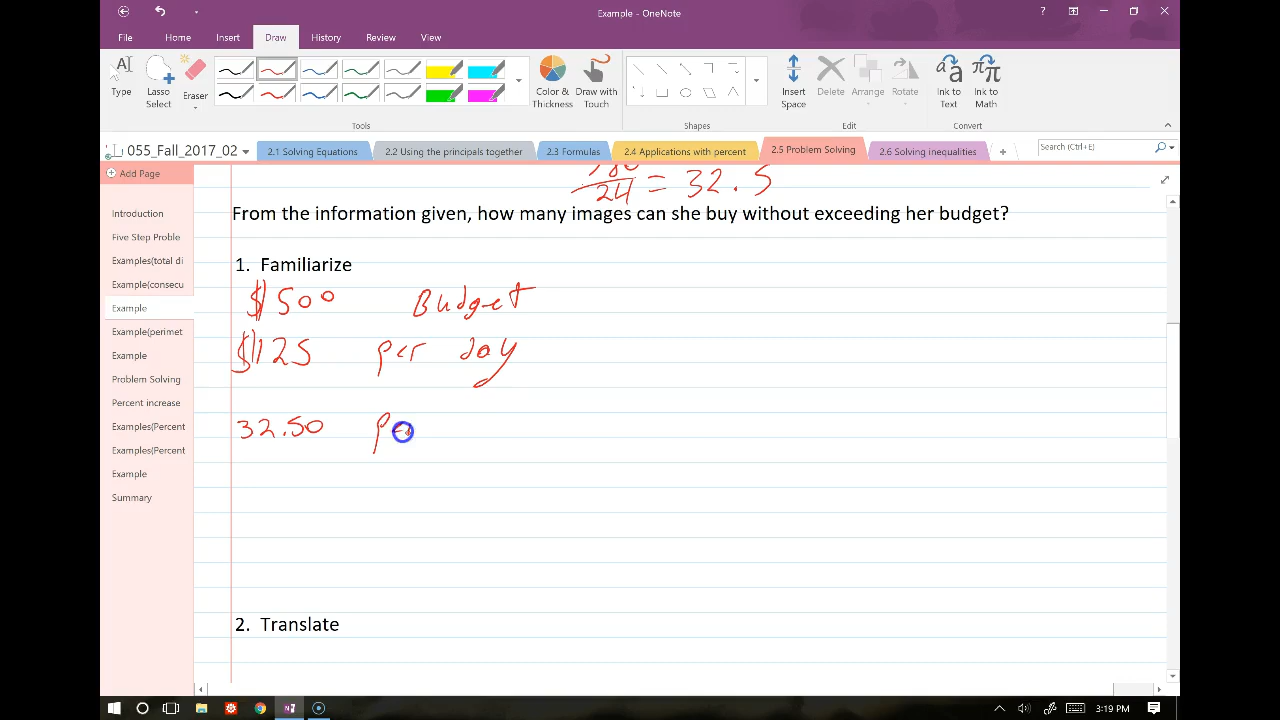 Example - OneNote
?
File Home Insert Draw History Review View
Type
Lasso Select
Eraser
Color & Thickness
Draw with Touch
Insert Space
Delete
Arrange
Rotate
Ink to Text
Ink to Math
Tools
Shapes
Edit
Convert
055_Fall_2017_02
2.1 Solving Equations
2.2 Using the principals together
2.3 Formulas
2.4 Applications with percent
2.5 Problem Solving
2.6 Solving inequalities
Search (Ctrl+E)
Add Page
Introduction
Five Step Proble
Examples(total di
Example(consecu
Example
Example(perimet
Example
Problem Solving
Percent increase
Examples(Percent
Examples(Percent
Example
Summary
780
24 = 32.5
From the information given, how many images can she buy without exceeding her budget?
1. Familiarize
$1500 Budget
$125 per day
32.50 per
2. Translate
3:19 PM